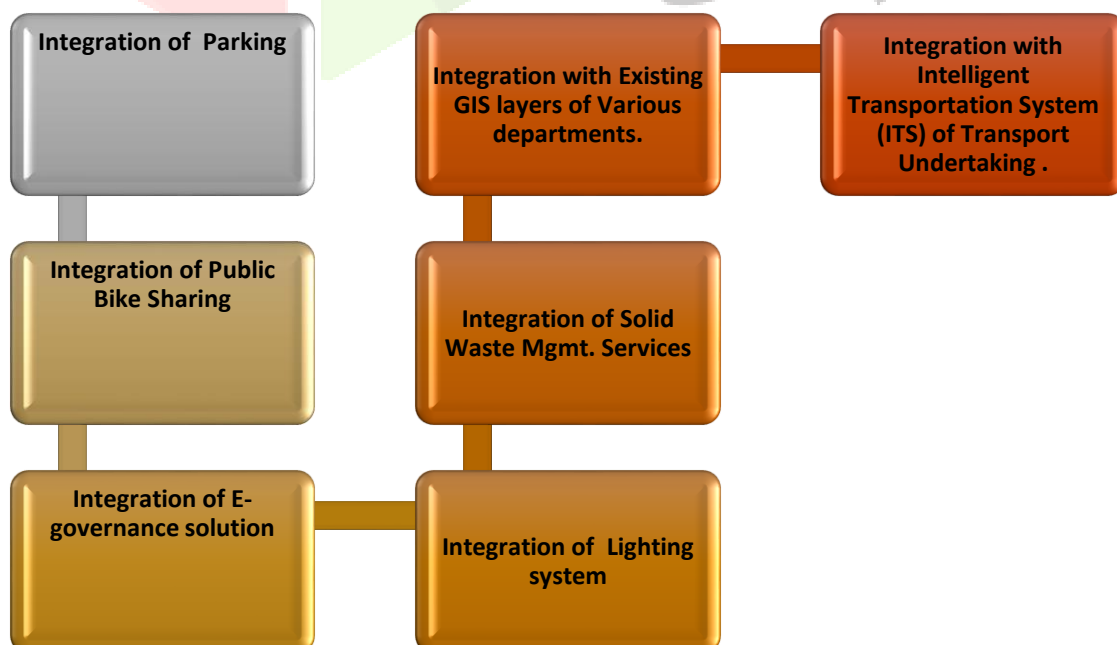 Integration of Parking
Integration of Public
Bike Sharing
Integration of E-
governance solution
Integration of Lighting
system
Integration of Solid
Waste Mgmt. Services
Integration with Existing
GIS layers of Various
departments.
Integration with
Intelligent
Transportation System
(ITS) of Transport
Undertaking .